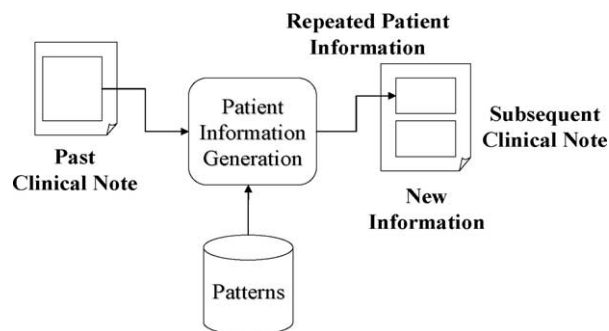 Repeated Patient
Information
Patient
Information
Generation
Subsequent
Clinical Note
Past
Clinical Note
New
Information
Patterns